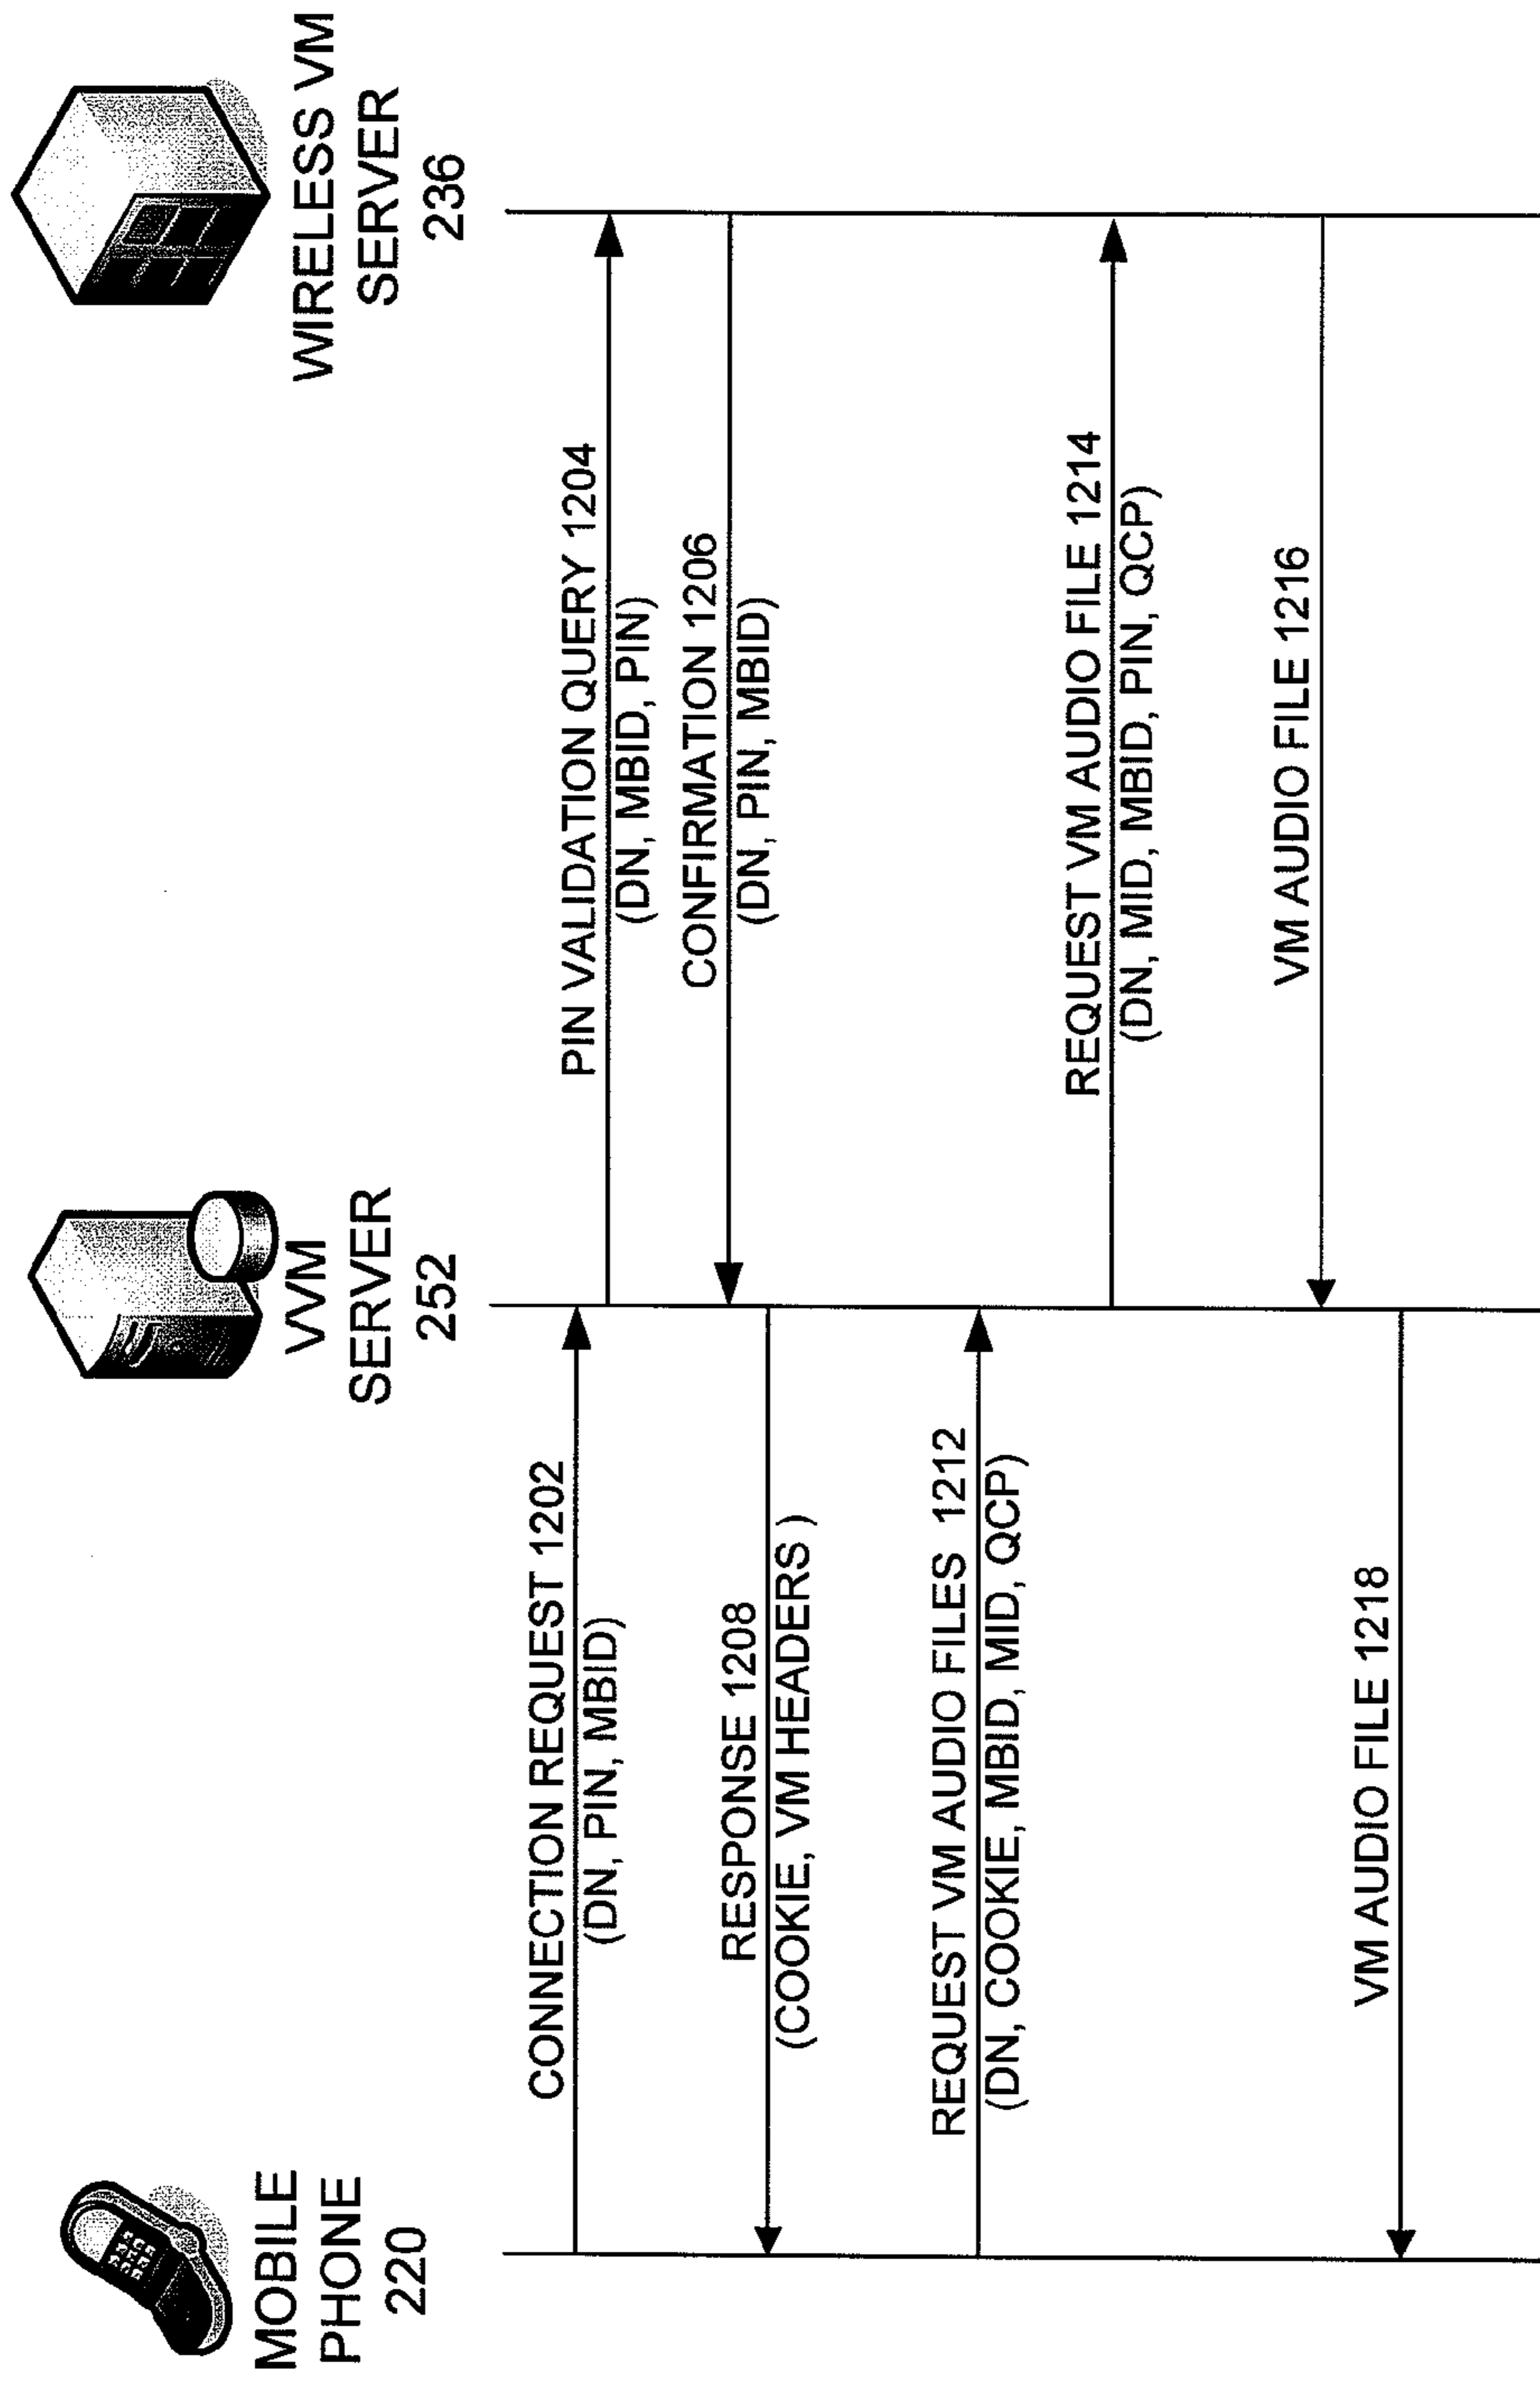 MOBILE
PHONE
220
VVM
SERVER
252
WIRELESS VM
SERVER
236
CONNECTION REQUEST 1202
(DN, PIN, MBID)
PIN VALIDATION QUERY 1204
(DN, MBID, PIN)
CONFIRMATION 1206
(DN, PIN, MBID)
RESPONSE 1208
(COOKIE, VM HEADERS )
REQUEST VM AUDIO FILES 1212
(DN, COOKIE, MBID, MID, QCP)
REQUEST VM AUDIO FILE 1214
(DN, MID, MBID, PIN, QCP)
VM AUDIO FILE 1216
VM AUDIO FILE 1218